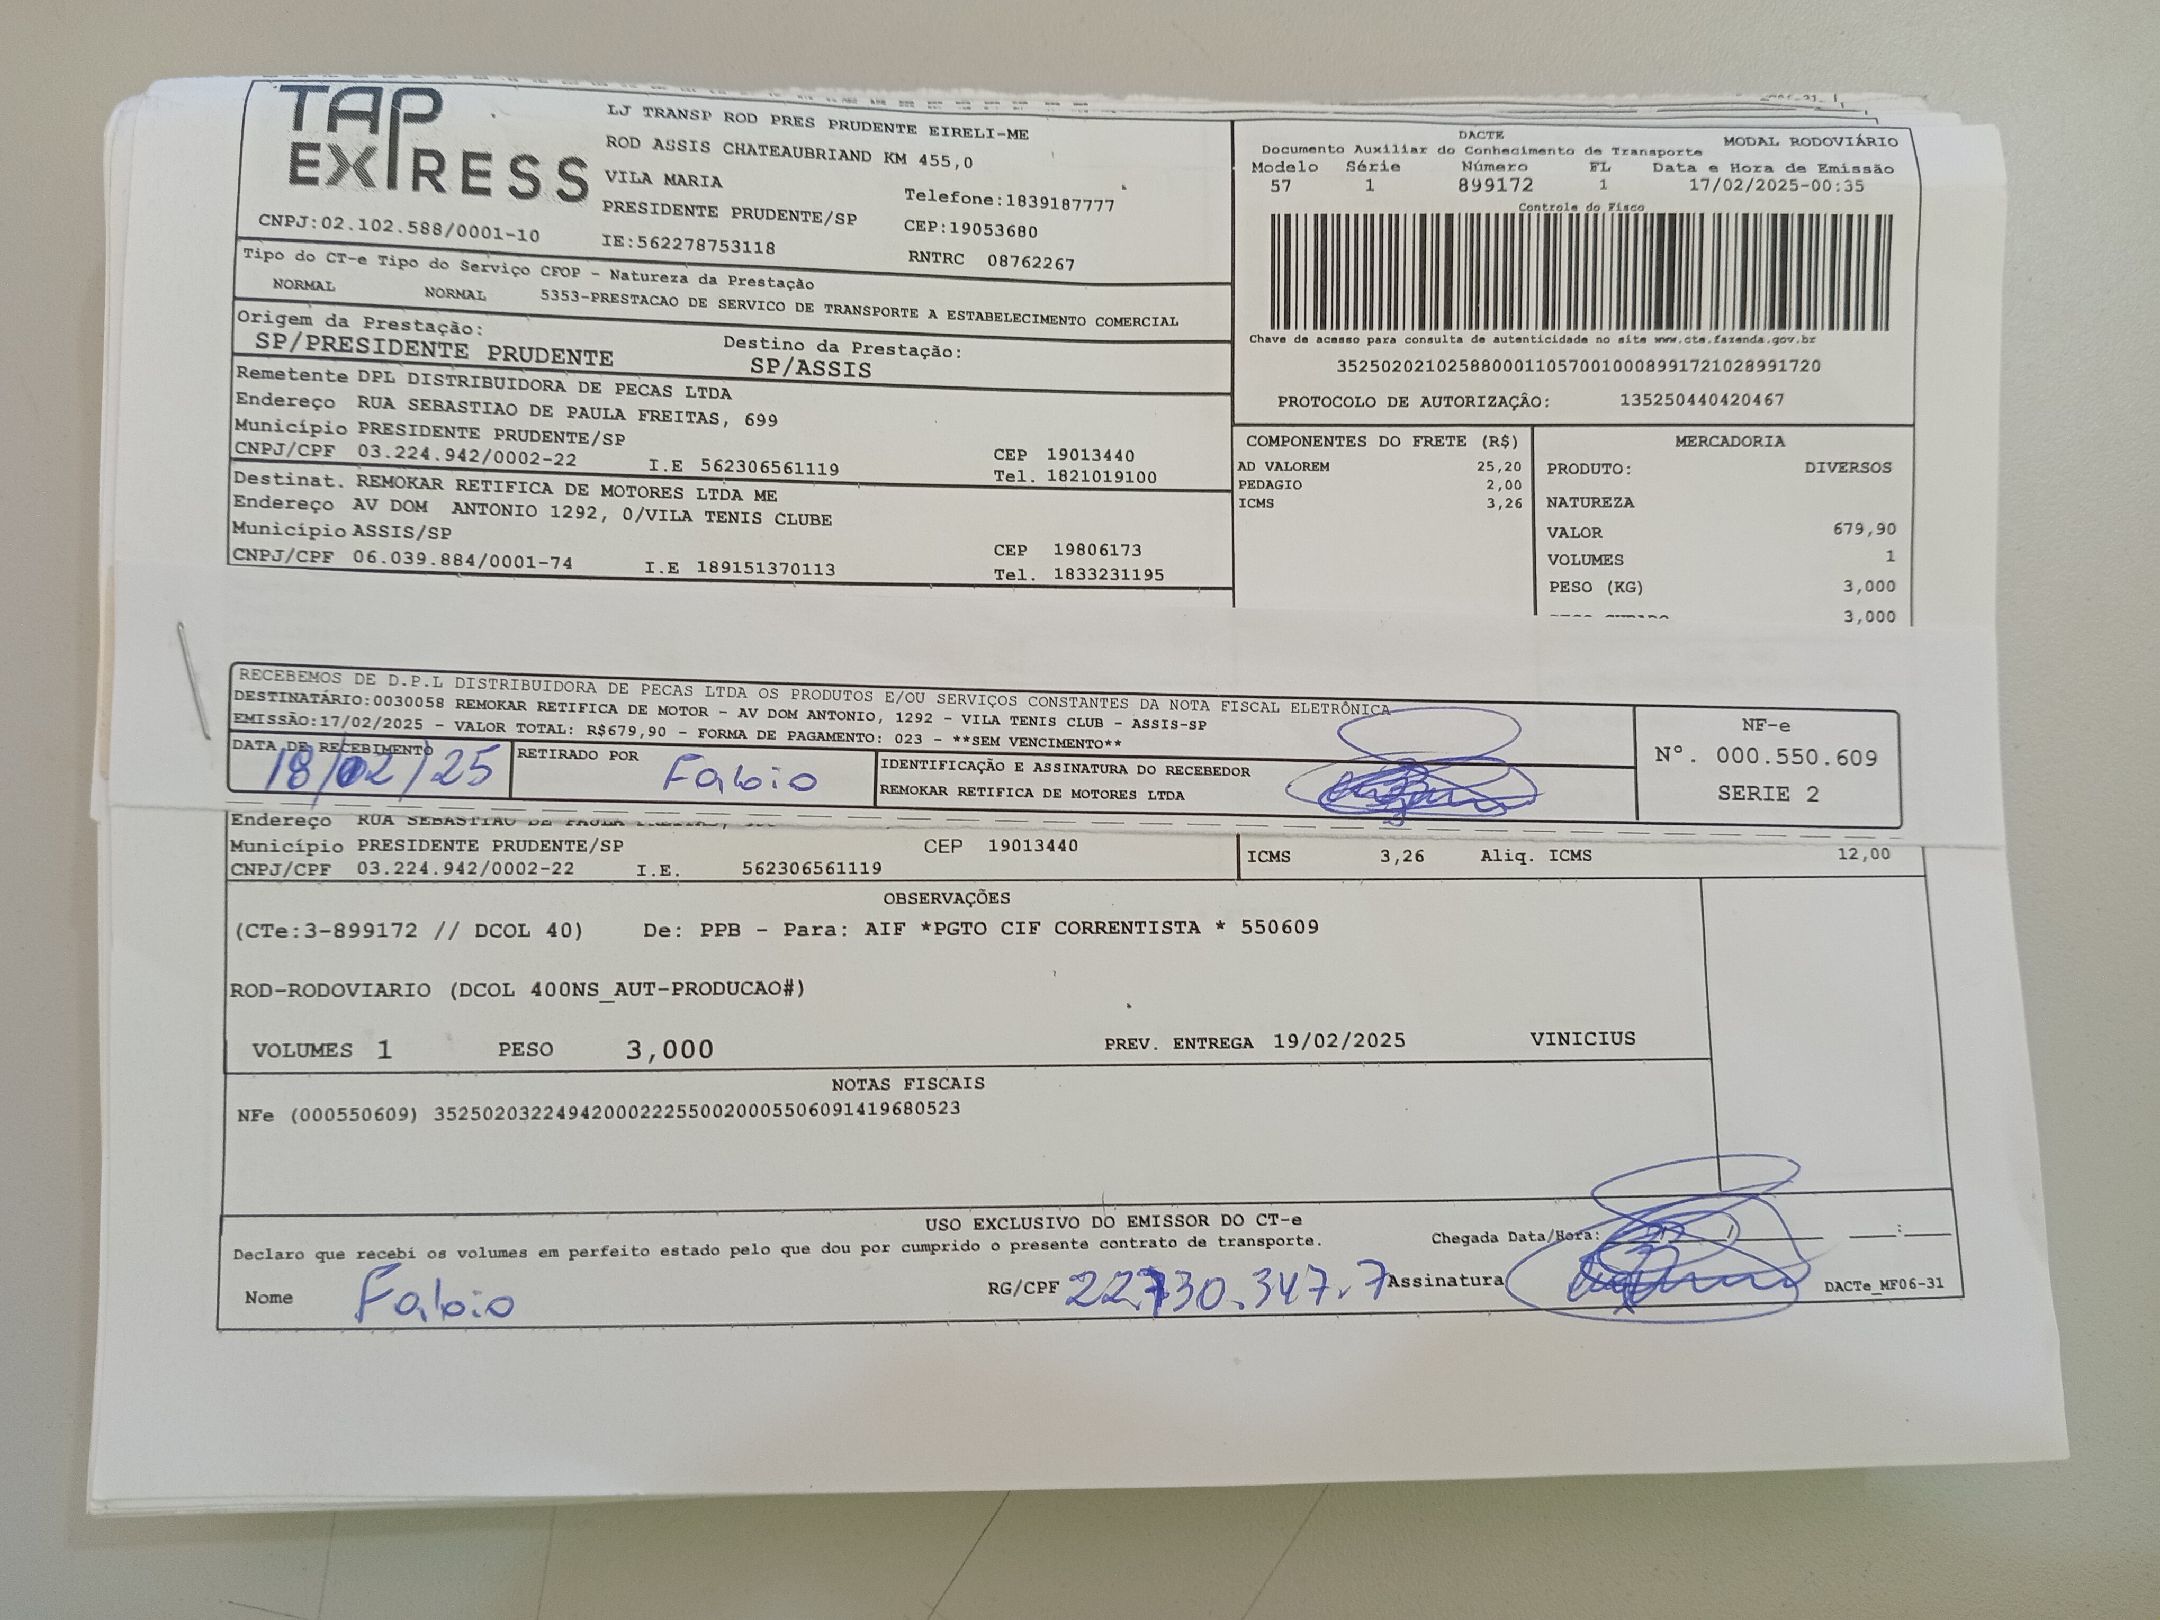 TAP
EXPRESS
LJ TRANSP ROD PRES PRUDENTE EIRELI-ME
ROD ASSIS CHATEAUBRIAND KM 455,0
VILA MARIA
Telefone:1839187777
PRESIDENTE PRUDENTE/SP
CEP:19053680
CNPJ:02.102.588/0001-10
IE:562278753118
RNTRC 08762267
Tipo do CT-e Tipo do Serviço CFOP - Natureza da Prestação
NORMAL NORMAL 5353-PRESTACAO DE SERVICO DE TRANSPORTE A ESTABELECIMENTO COMERCIAL
Origem da Prestação:
SP/PRESIDENTE PRUDENTE
Destino da Prestação:
SP/ASSIS
Remetente DPL DISTRIBUIDORA DE PECAS LTDA
Endereço RUA SEBASTIAO DE PAULA FREITAS, 699
Município PRESIDENTE PRUDENTE/SP
CEP 19013440
CNPJ/CPF 03.224.942/0002-22 I.E 562306561119
Tel. 1821019100
Destinat. REMOKAR RETIFICA DE MOTORES LTDA ME
Endereço AV DOM ANTONIO 1292, 0/VILA TENIS CLUBE
Município ASSIS/SP
CEP 19806173
CNPJ/CPF 06.039.884/0001-74 I.E 189151370113
Tel. 1833231195
DACTE
MODAL RODOVIÁRIO
Documento Auxiliar do Conhecimento de Transporte
Modelo Série Número FL Data e Hora de Emissão
57 1 899172 1 17/02/2025-00:35
Controle do Fisco
Chave de acesso para consulta de autenticidade no site www.cte.fazenda.gov.br
35250202102588000110570010008991721028991720
PROTOCOLO DE AUTORIZAÇÃO: 135250440420467
COMPONENTES DO FRETE (R$)
AD VALOREM 25,20
PEDAGIO 2,00
ICMS 3,26
MERCADORIA
PRODUTO: DIVERSOS
NATUREZA
VALOR 679,90
VOLUMES 1
PESO (KG) 3,000
3,000
RECEBEMOS DE D.P.L DISTRIBUIDORA DE PECAS LTDA OS PRODUTOS E/OU SERVIÇOS CONSTANTES DA NOTA FISCAL ELETRÔNICA
DESTINATÁRIO:0030058 REMOKAR RETIFICA DE MOTOR - AV DOM ANTONIO, 1292 - VILA TENIS CLUB - ASSIS-SP
EMISSÃO:17/02/2025 - VALOR TOTAL: R$679,90 - FORMA DE PAGAMENTO: 023 - **SEM VENCIMENTO**
DATA DE RECEBIMENTO
18/02/25
RETIRADO POR
Fabio
IDENTIFICAÇÃO E ASSINATURA DO RECEBEDOR
REMOKAR RETIFICA DE MOTORES LTDA
NF-e
N°. 000.550.609
SERIE 2
Endereço RUA SEBASTIAO DE PAULA FREITAS,
Município PRESIDENTE PRUDENTE/SP CEP 19013440
CNPJ/CPF 03.224.942/0002-22 I.E. 562306561119
ICMS 3,26 Aliq. ICMS 12,00
OBSERVAÇÕES
(CTe:3-899172 // DCOL 40) De: PPB - Para: AIF *PGTO CIF CORRENTISTA * 550609
ROD-RODOVIARIO (DCOL 400NS_AUT-PRODUCAO#)
VOLUMES 1 PESO 3,000 PREV. ENTREGA 19/02/2025 VINICIUS
NOTAS FISCAIS
NFe (000550609) 35250203224942000222550020005506091419680523
USO EXCLUSIVO DO EMISSOR DO CT-e
Declaro que recebi os volumes em perfeito estado pelo que dou por cumprido o presente contrato de transporte.
Chegada Data/Hora:
Nome Fabio RG/CPF 22.730.347.7 Assinatura
DACTe_MF06-31